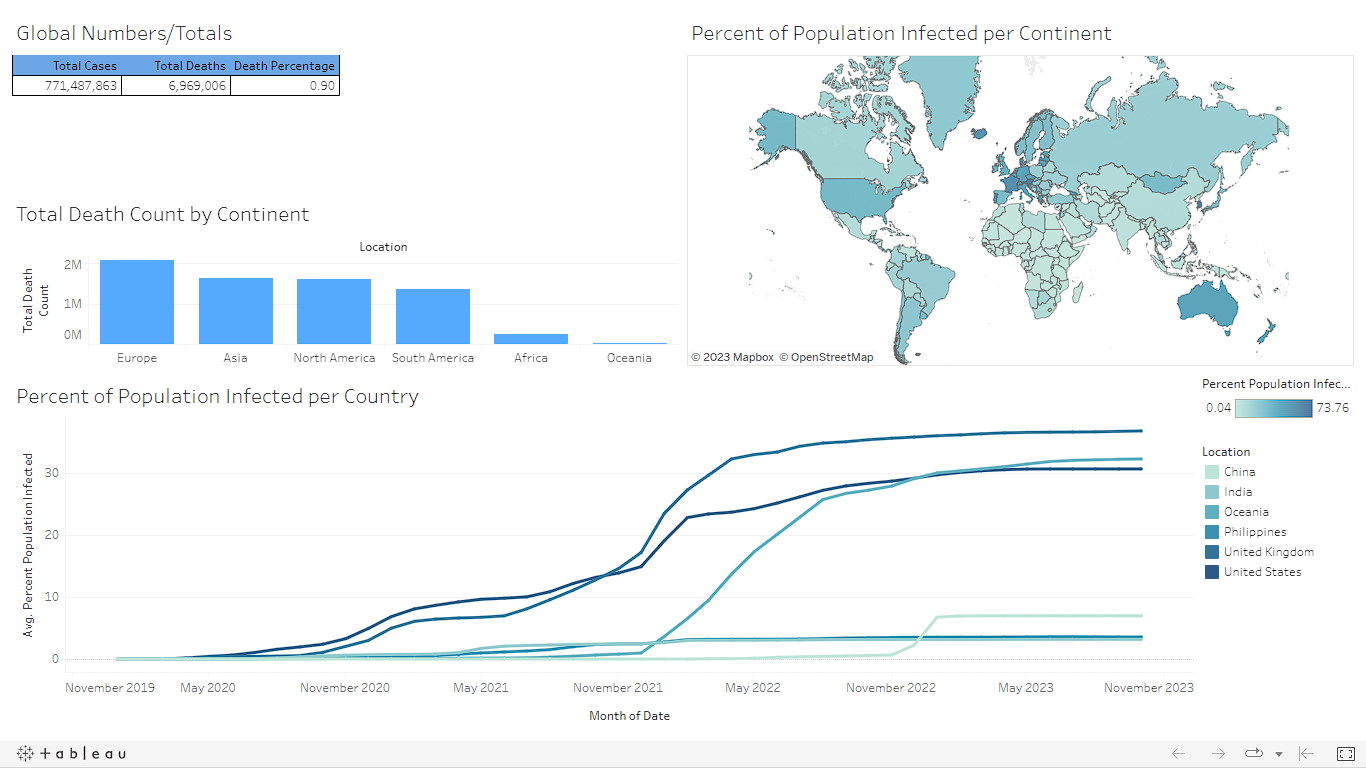 Global Numbers/Totals
Total Cases Total Deaths Death Percentage
771,487,863 6,969,006 0.90
Total Death Count by Continent
Location
Total Death
Count
2M
1M
0M
Europe Asia North America South America Africa Oceania
Percent of Population Infected per Continent
© 2023 Mapbox © OpenStreetMap
Percent of Population Infected per Country
Avg. Percent Population Infected
30
20
10
0
November 2019 May 2020 November 2020 May 2021 November 2021 May 2022 November 2022 May 2023 November 2023
Month of Date
Percent Population Infec...
0.04 73.76
Location
China
India
Oceania
Philippines
United Kingdom
United States
+ableau